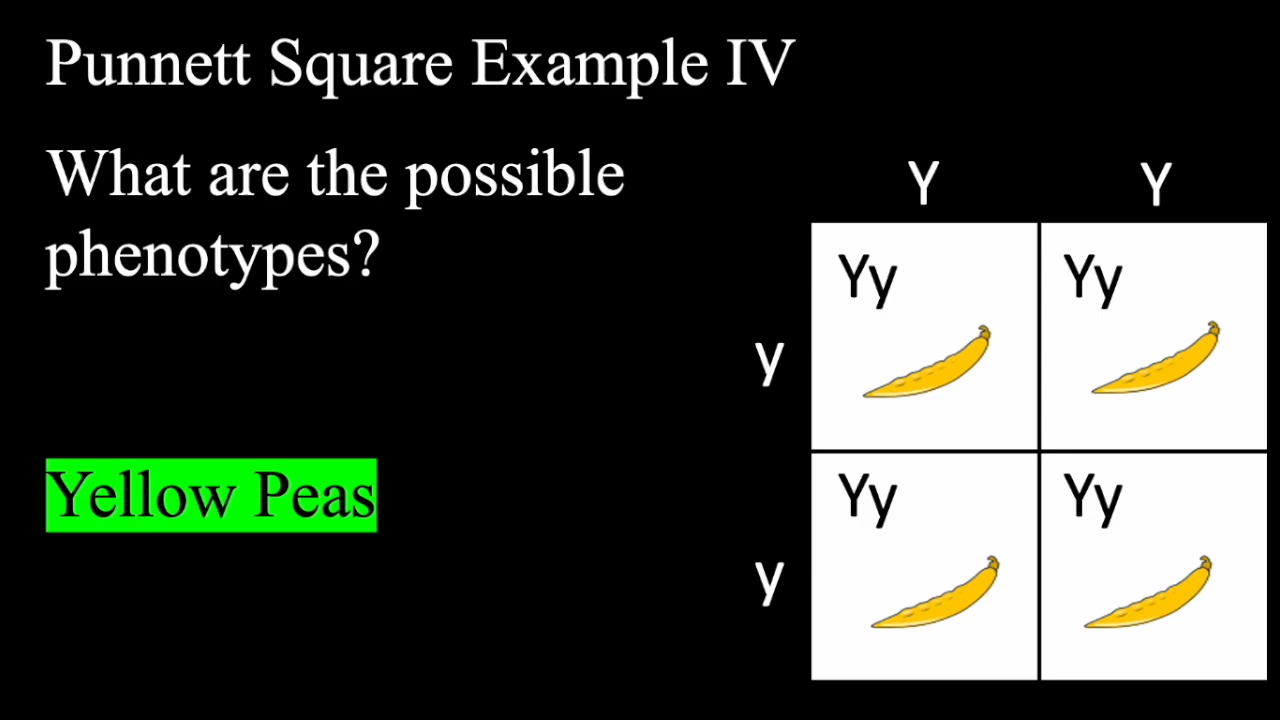 Punnett Square Example IV
What are the possible
phenotypes?
Yellow Peas
Y Y
y Yy Yy
y Yy Yy